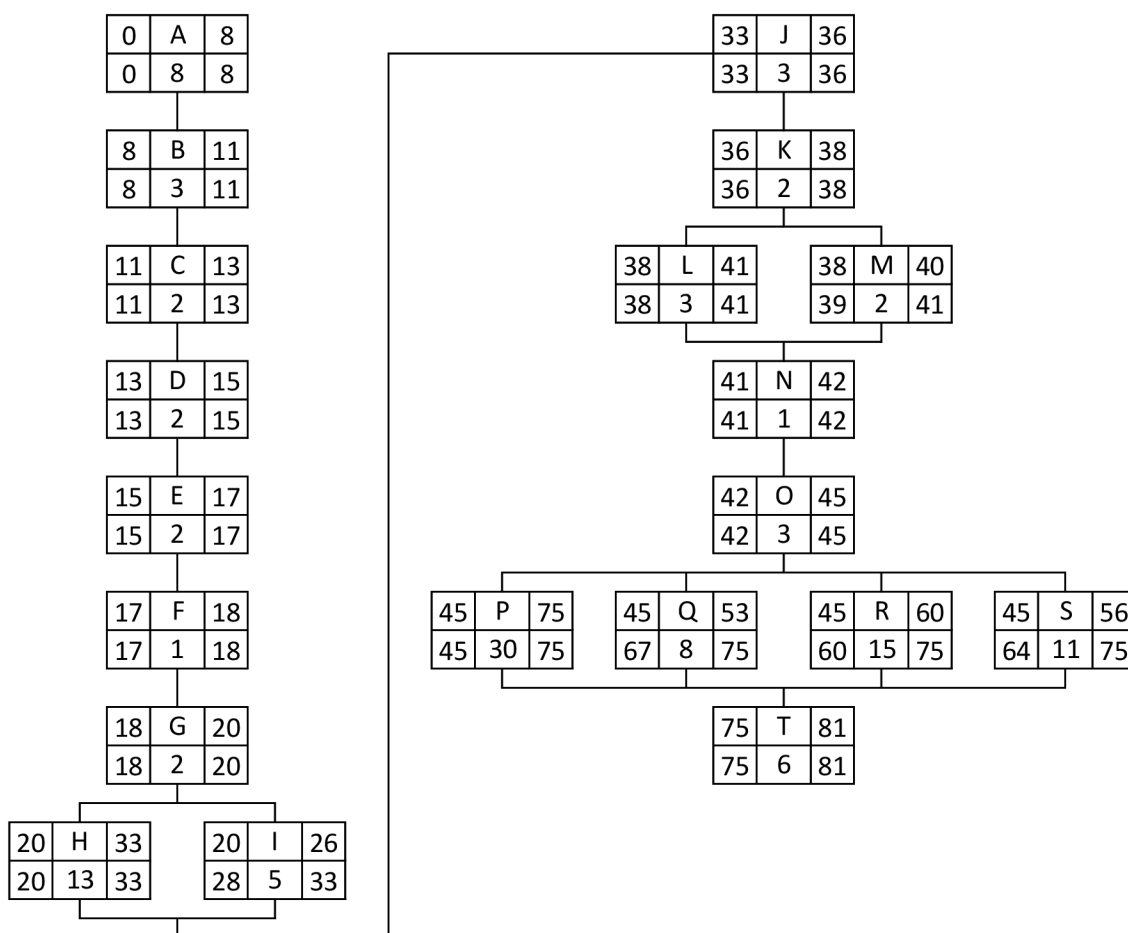 0 A 8
0 8 8
8 B 11
8 3 11
11 C 13
11 2 13
13 D 15
13 2 15
15 E 17
15 2 17
17 F 18
17 1 18
18 G 20
18 2 20
20 H 33
20 13 33
20 I 26
28 5 33
33 J 36
33 3 36
36 K 38
36 2 38
38 L 41
38 3 41
38 M 40
39 2 41
41 N 42
41 1 42
42 O 45
42 3 45
45 P 75
45 30 75
45 Q 53
67 8 75
45 R 60
60 15 75
45 S 56
64 11 75
75 T 81
75 6 81